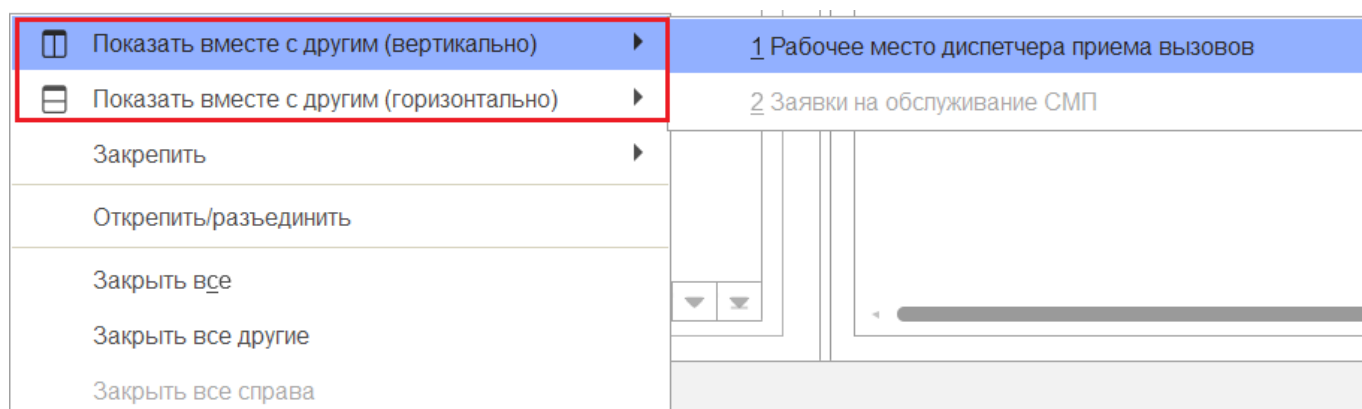 Показать вместе с другим (вертикально)
1 Рабочее место диспетчера приема вызовов
Показать вместе с другим (горизонтально)
2 Заявки на обслуживание СМП
Закрепить
Открепить/разъединить
Закрыть все
Закрыть все другие
Закрыть все справа